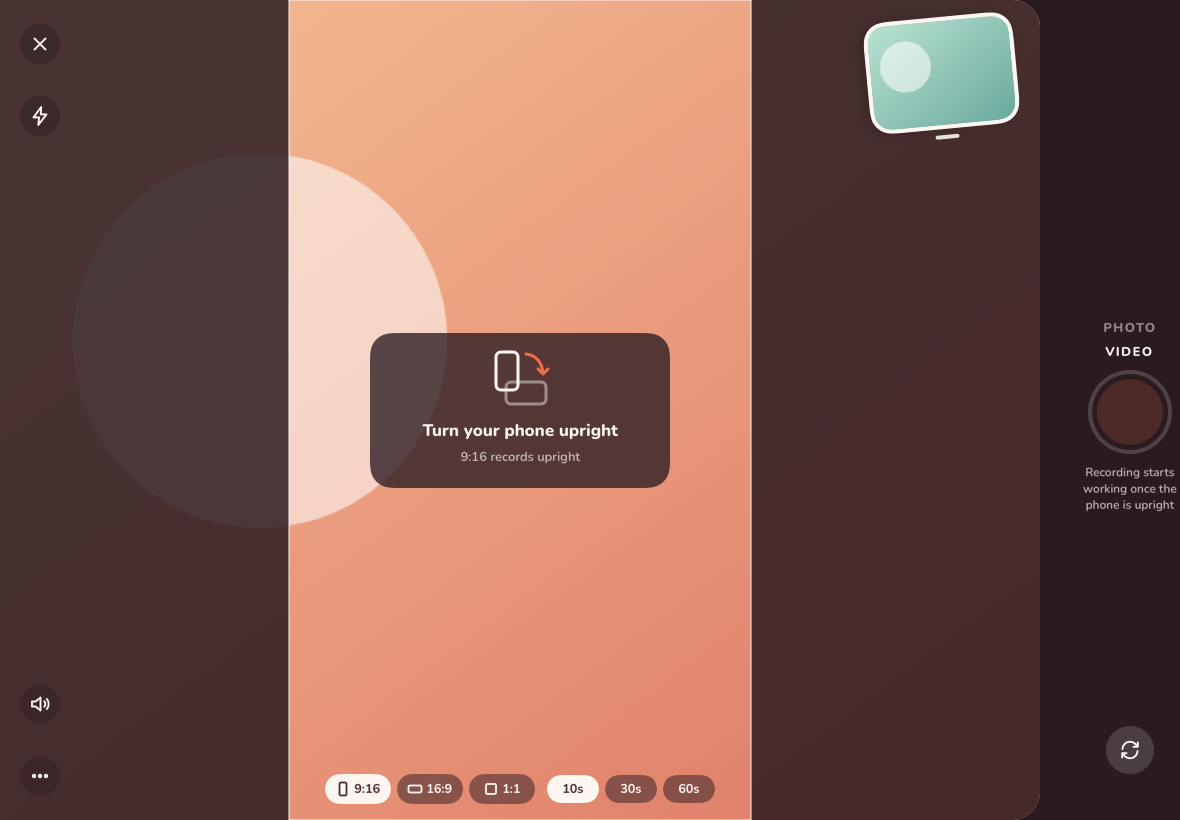 PHOTO
VIDEO
Turn your phone upright
9:16 records upright
Recording starts
working once the
phone is upright
9:16 16:9 1:1 10s 30s 60s